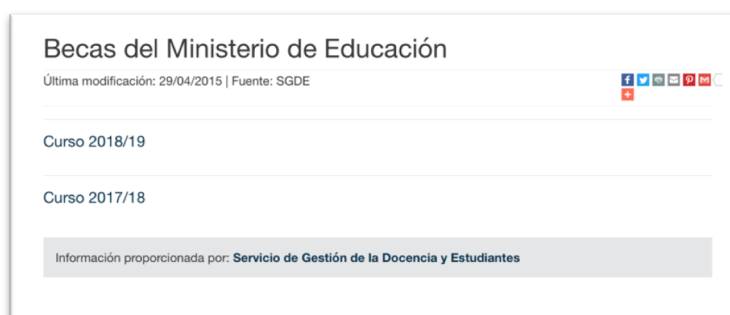 Becas del Ministerio de Educación
Última modificación: 29/04/2015 | Fuente: SGDE
Curso 2018/19
Curso 2017/18
Información proporcionada por: Servicio de Gestión de la Docencia y Estudiantes